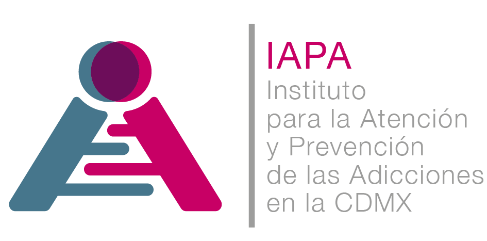 IAPA
Instituto
para la Atención
y Prevención
de las Adicciones
en la CDMX